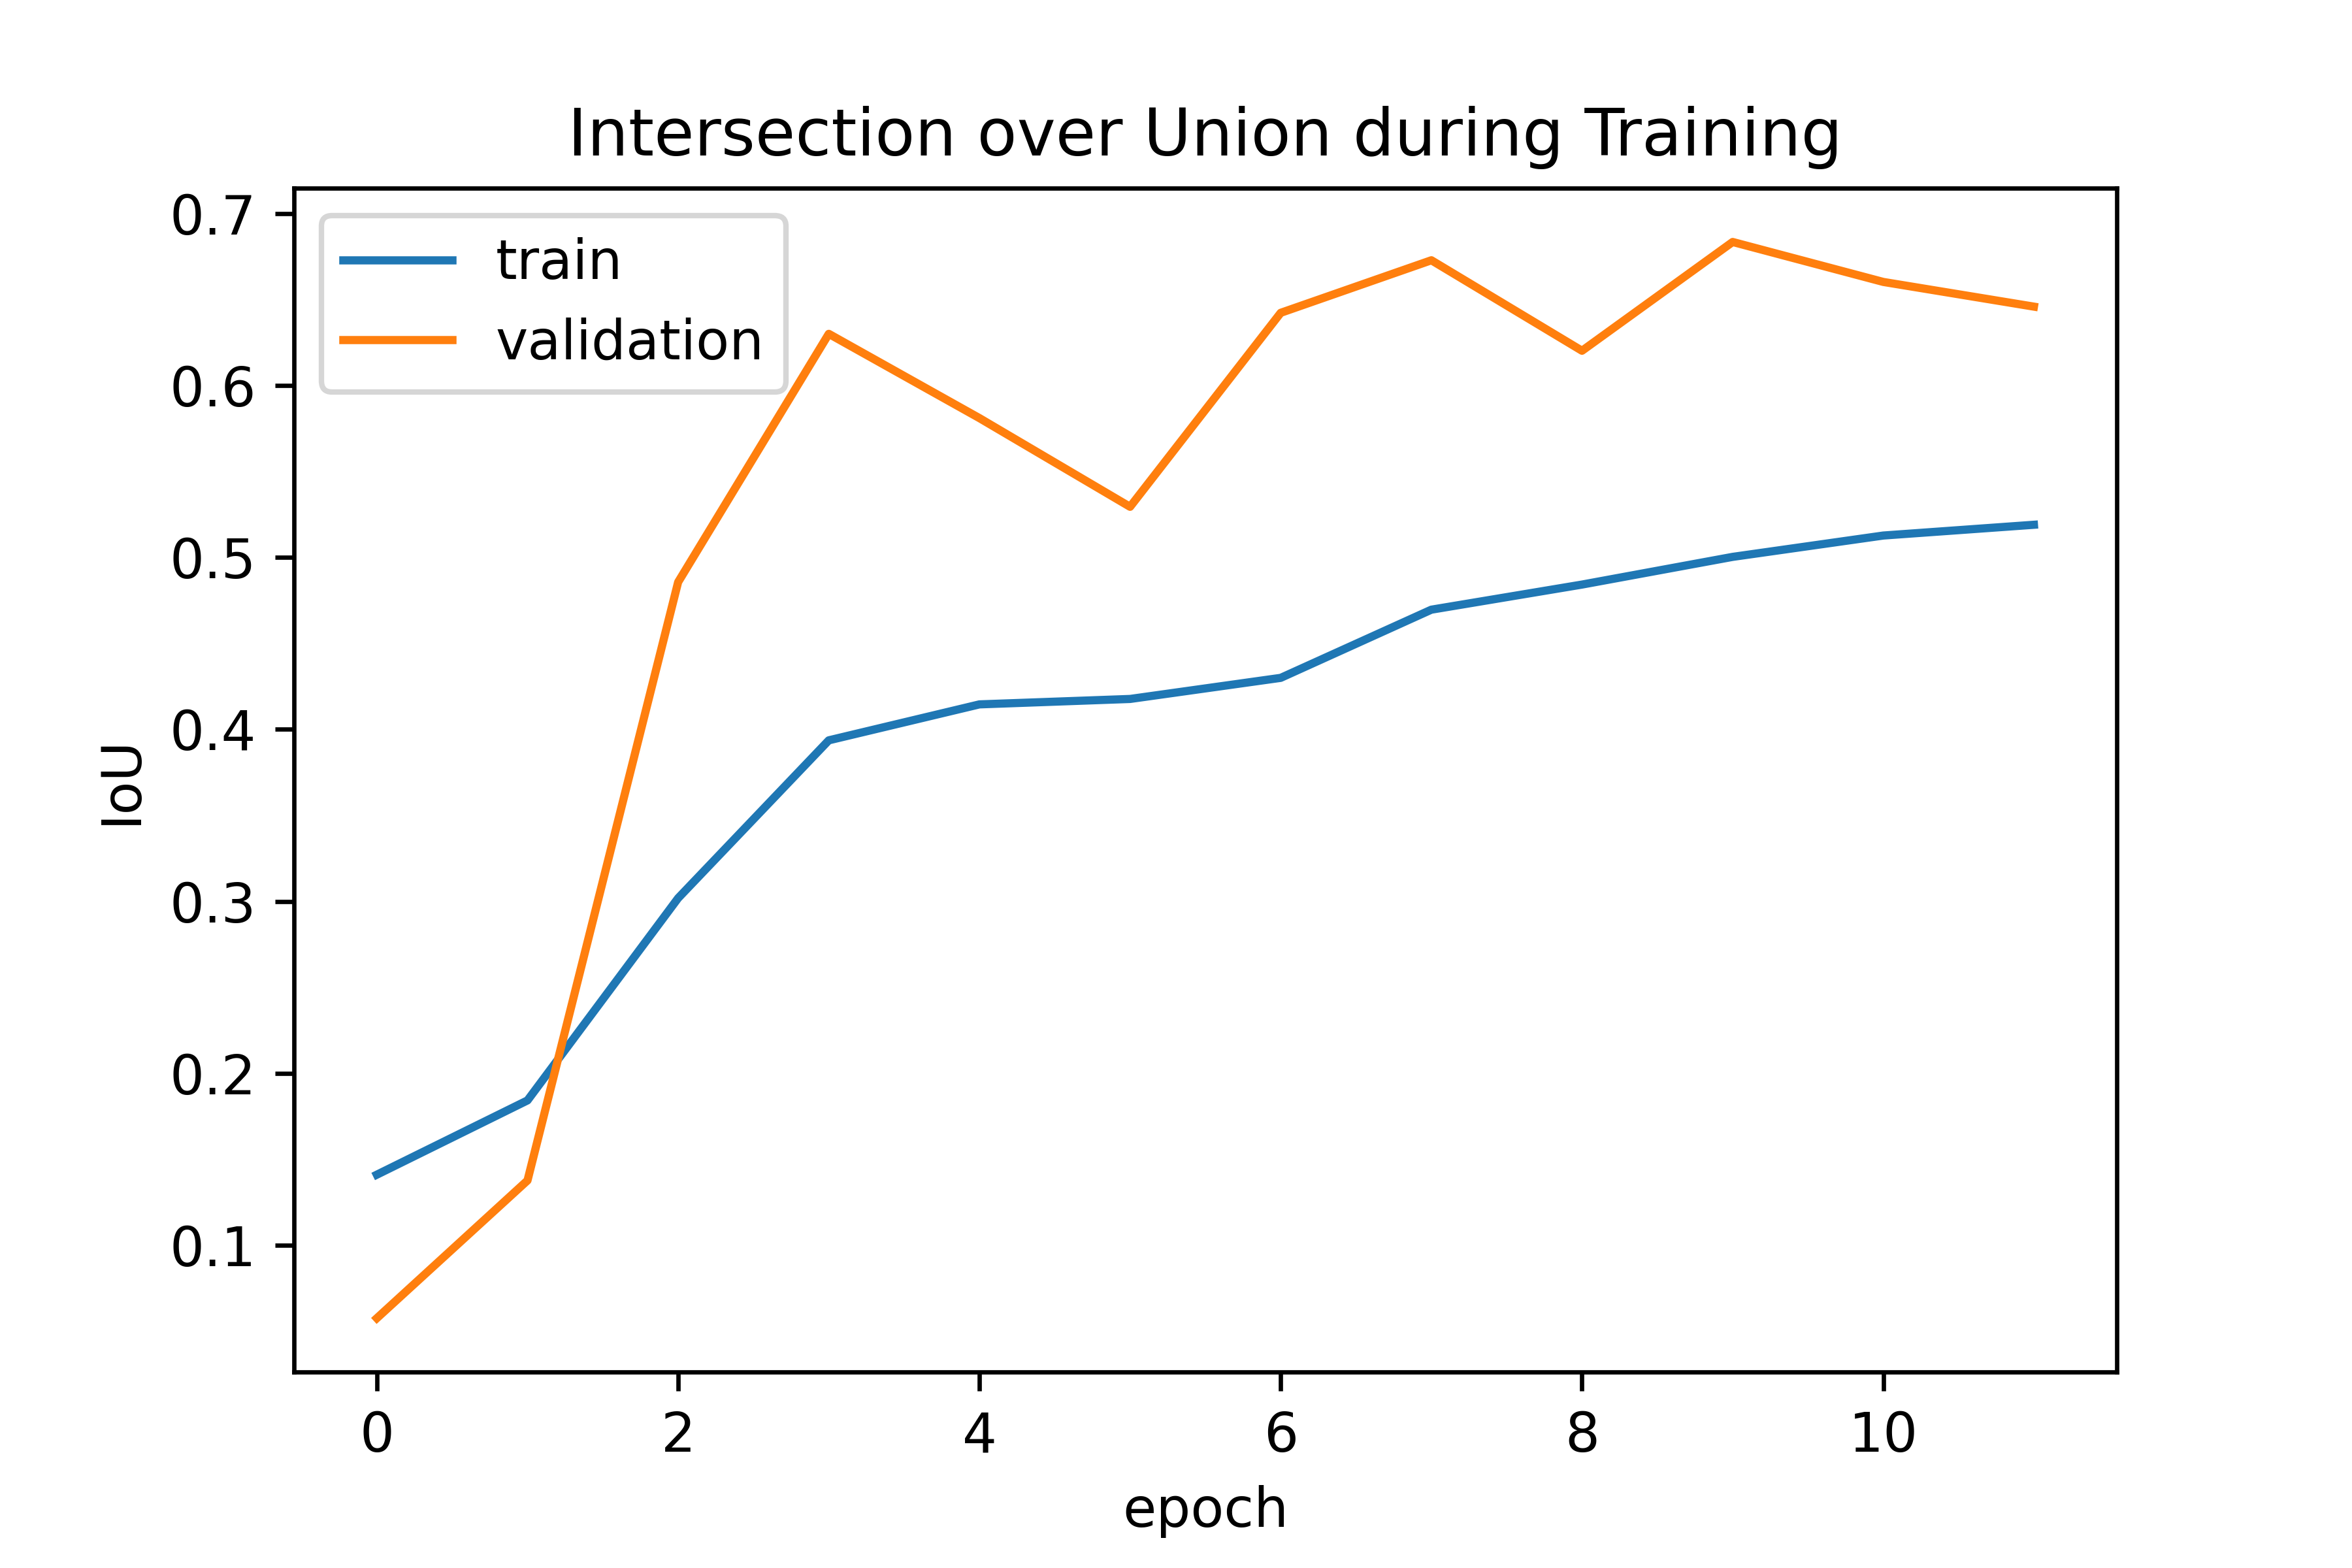 Intersection over Union during Training
train
validation
IoU
0.7
0.6
0.5
0.4
0.3
0.2
0.1
0 2 4 6 8 10
epoch